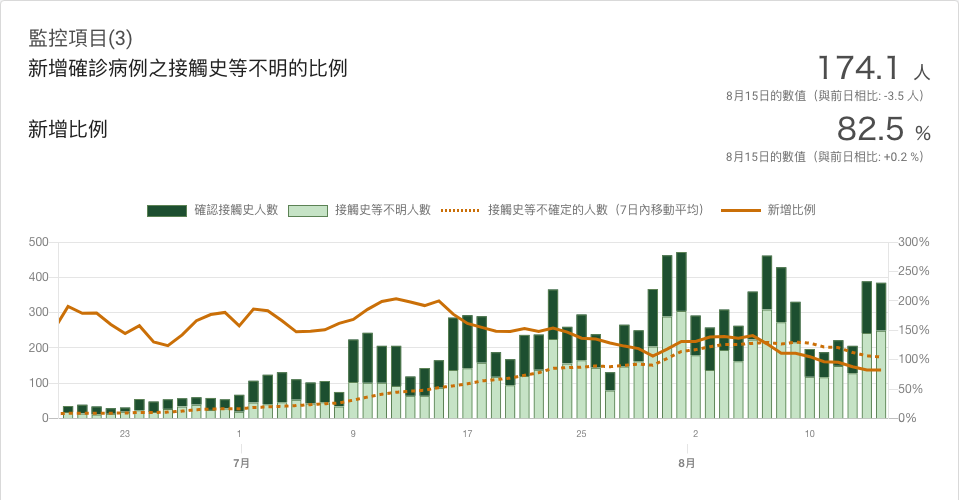 監控項目(3)
新增確診病例之接觸史等不明的比例
174.1 人
8月15日的數值（與前日相比: -3.5 人）
新增比例
82.5 %
8月15日的數值（與前日相比: +0.2 %）
確認接觸史人數 接觸史等不明人數 接觸史等不確定的人數（7日內移動平均） 新增比例
500 300%
250%
400
200%
300
150%
200
100%
100
50%
0 0%
23 1 9 17 25 2 10
7月 8月